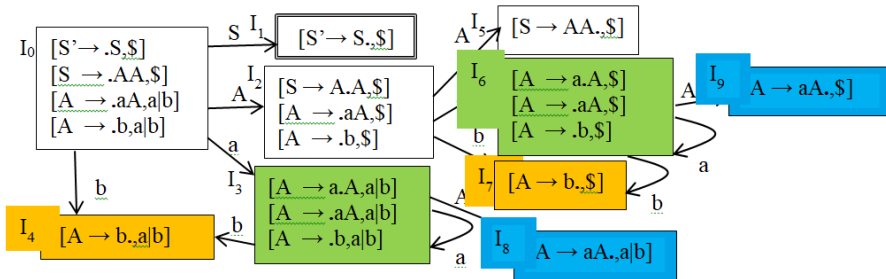 I0
[S’→ .S,$]
[S → .AA,$]
[A → .aA,a|b]
[A → .b,a|b]
S
I1
[S’→ S.,$]
A
I2
[S → A.A,$]
[A → .aA,$]
[A → .b,$]
a
I3
[A → a.A,a|b]
[A → .aA,a|b]
[A → .b,a|b]
b
I4
[A → b.,a|b]
b
A
I5
[S → AA.,$]
I6
[A → a.A,$]
[A → .aA,$]
[A → .b,$]
b
a
A
I9
A → aA.,$]
I7
[A → b.,$]
b
A
a
I8
A → aA.,a|b]